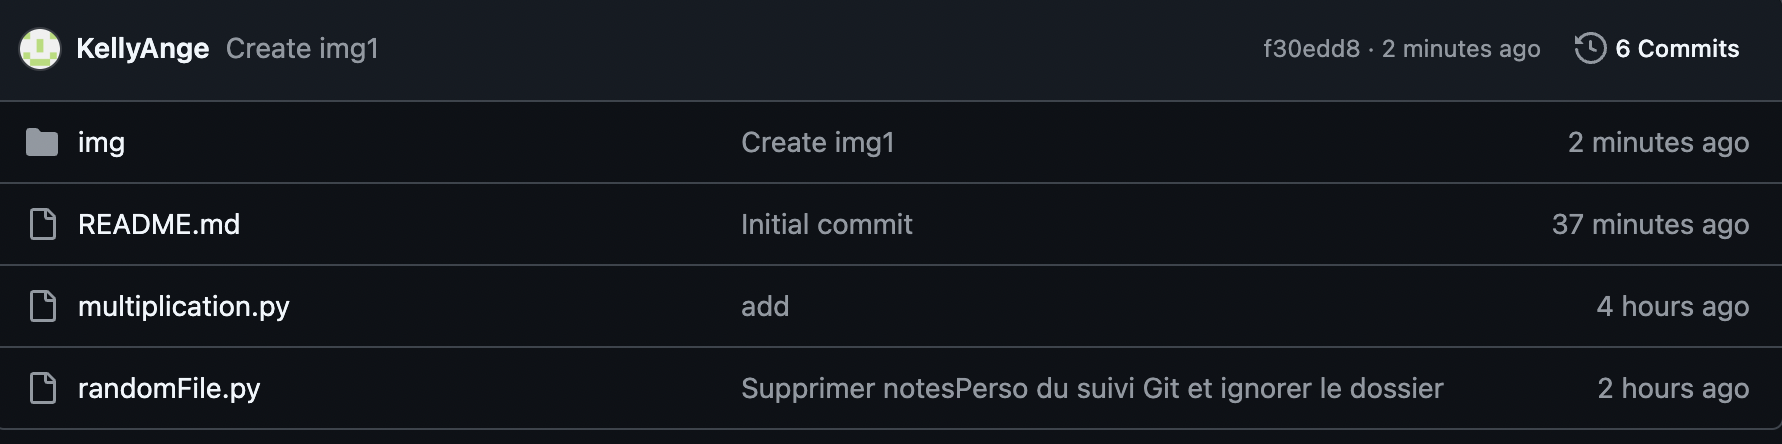 KellyAnge Create img1 f30edd8 · 2 minutes ago 6 Commits
img Create img1 2 minutes ago
README.md Initial commit 37 minutes ago
multiplication.py add 4 hours ago
randomFile.py Supprimer notesPerso du suivi Git et ignorer le dossier 2 hours ago